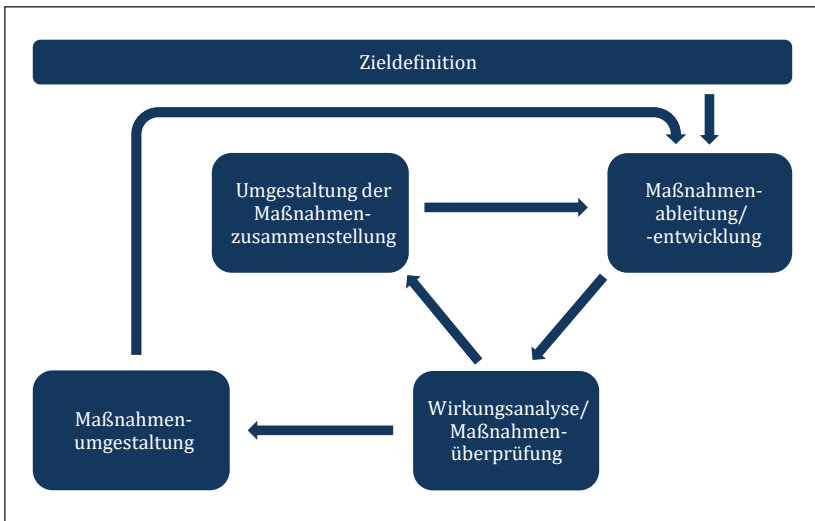 Zieldefinition
Umgestaltung der
Maßnahmen-
zusammenstellung
Maßnahmen-
ableitung/
-entwicklung
Maßnahmen-
umgestaltung
Wirkungsanalyse/
Maßnahmen-
überprüfung